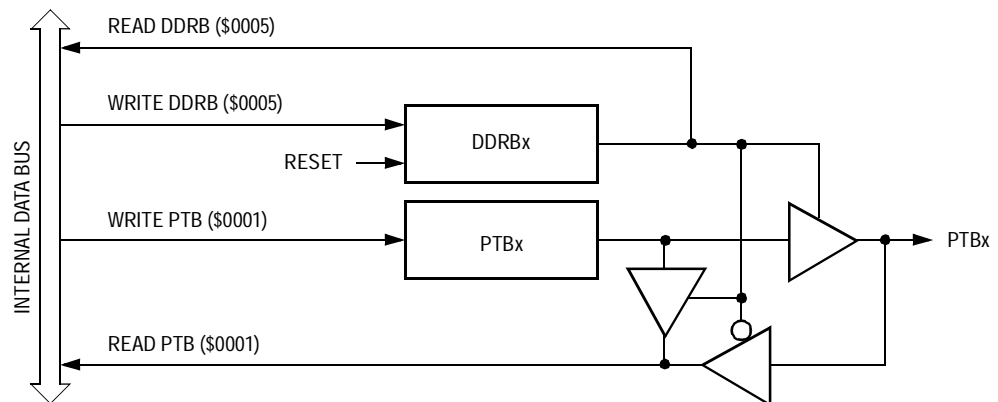 READ DDRB ($0005)
WRITE DDRB ($0005)
DDRBx
RESET
WRITE PTB ($0001)
PTBx
PTBx
READ PTB ($0001)
INTERNAL DATA BUS